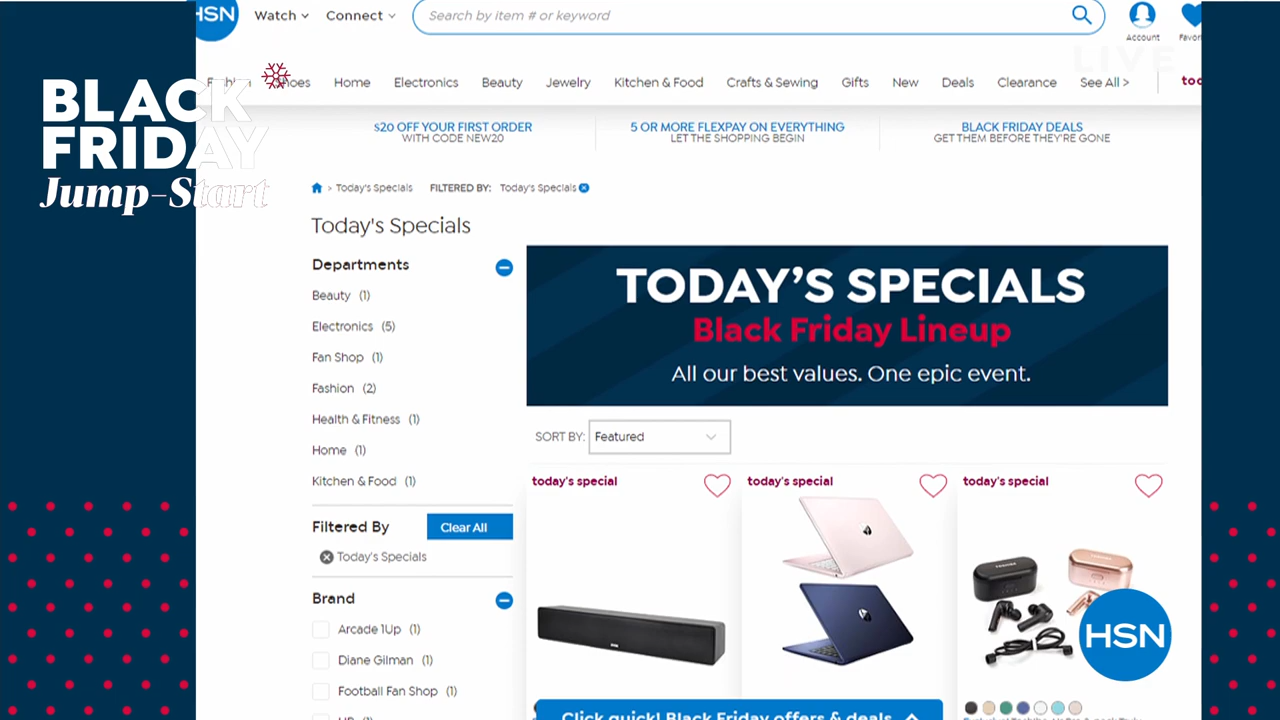 HSN
Watch
Connect
Search by item # or keyword
Account
LIVE
BLACK
FRIDAY
Jump-Start
Shoes
Home
Electronics
Beauty
Jewelry
Kitchen & Food
Crafts & Sewing
Gifts
New
Deals
Clearance
See All >
$20 OFF YOUR FIRST ORDER
WITH CODE NEW20
5 OR MORE FLEXPAY ON EVERYTHING
LET THE SHOPPING BEGIN
BLACK FRIDAY DEALS
GET THEM BEFORE THEY'RE GONE
> Today's Specials
FILTERED BY: Today's Specials
Today's Specials
Departments
Beauty (1)
Electronics (5)
Fan Shop (1)
Fashion (2)
Health & Fitness (1)
Home (1)
Kitchen & Food (1)
Filtered By
Clear All
Today's Specials
Brand
Arcade 1Up (1)
Diane Gilman (1)
Football Fan Shop (1)
TODAY'S SPECIALS
Black Friday Lineup
All our best values. One epic event.
SORT BY: Featured
today's special
today's special
today's special
HSN
Click quick! Black Friday offers & deals